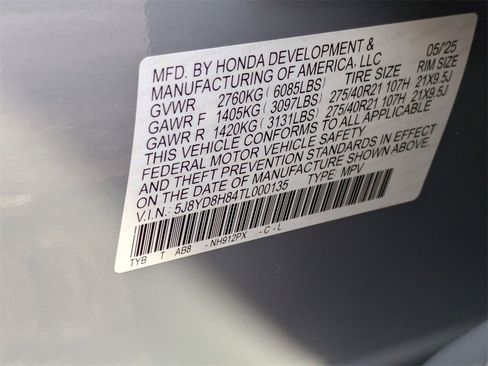 MFD. BY HONDA DEVELOPMENT & 05/'25
MANUFACTURING OF AMERICA, LLC
TIRE SIZE RIM SIZE
GVWR 2760KG (6085LBS)
GAWR F 1405KG (3097LBS) 275/40R21 107H 21X9.5J
GAWR R 1420KG (3131LBS) 275/40R21 107H 21X9.5J
THIS VEHICLE CONFORMS TO ALL APPLICABLE
FEDERAL MOTOR VEHICLE SAFETY
AND THEFT PREVENTION STANDARDS IN EFFECT
ON THE DATE OF MANUFACTURE SHOWN ABOVE.
V.I.N.: 5J8YD8H84TL000135 TYPE: MPV
TYB T AB8 - NH912PX - C - L